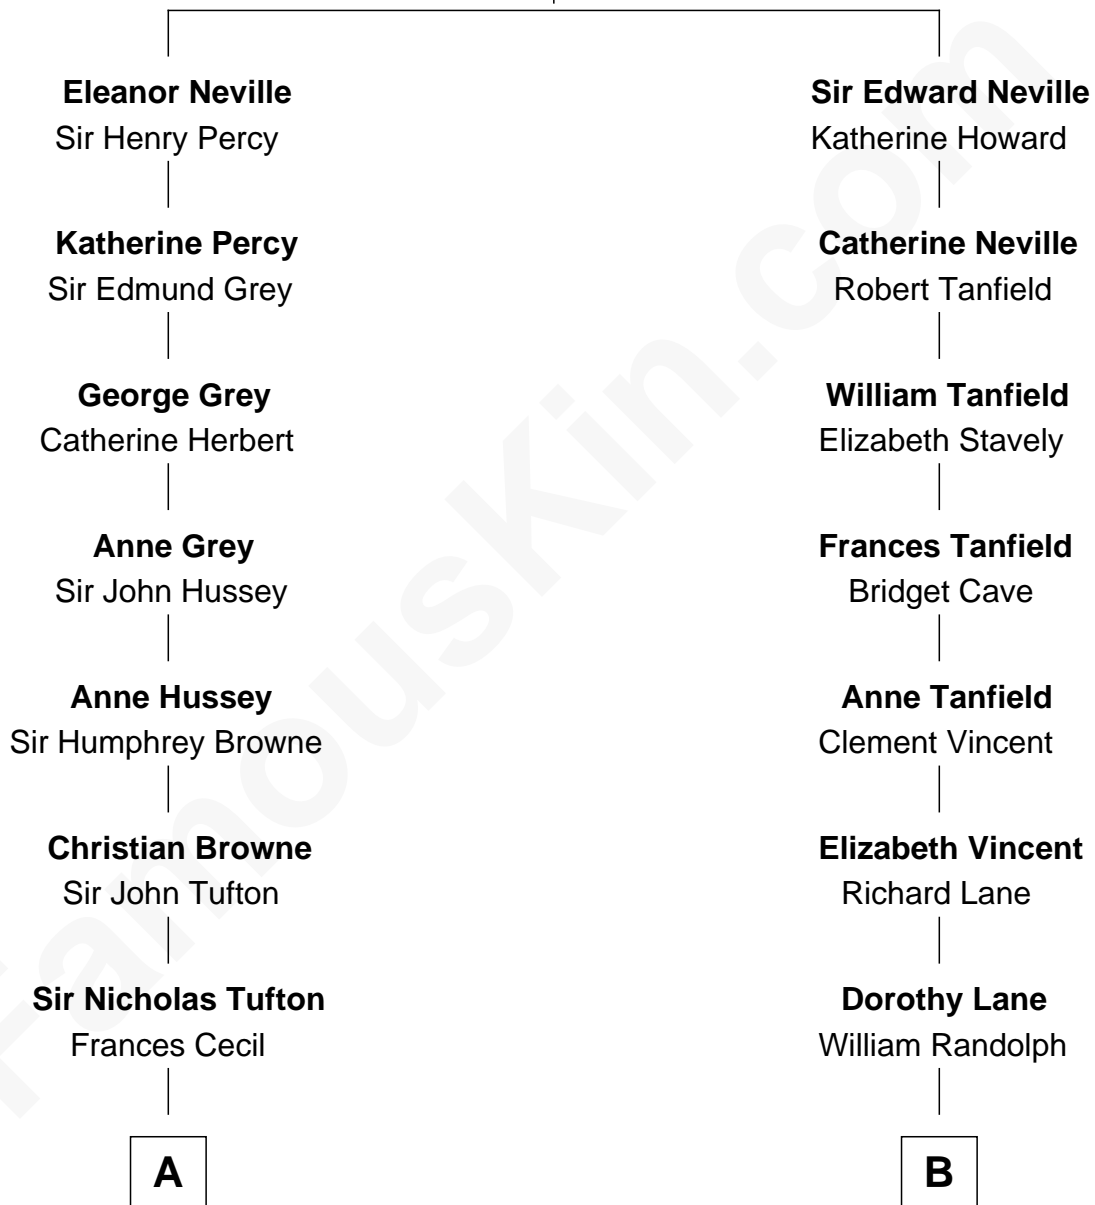 Eleanor Neville
Sir Henry Percy
Katherine Percy
Sir Edmund Grey
George Grey
Catherine Herbert
Anne Grey
Sir John Hussey
Anne Hussey
Sir Humphrey Browne
Christian Browne
Sir John Tufton
Sir Nicholas Tufton
Frances Cecil
A
Sir Edward Neville
Katherine Howard
Catherine Neville
Robert Tanfield
William Tanfield
Elizabeth Stavely
Frances Tanfield
Bridget Cave
Anne Tanfield
Clement Vincent
Elizabeth Vincent
Richard Lane
Dorothy Lane
William Randolph
B
FamousKin.com